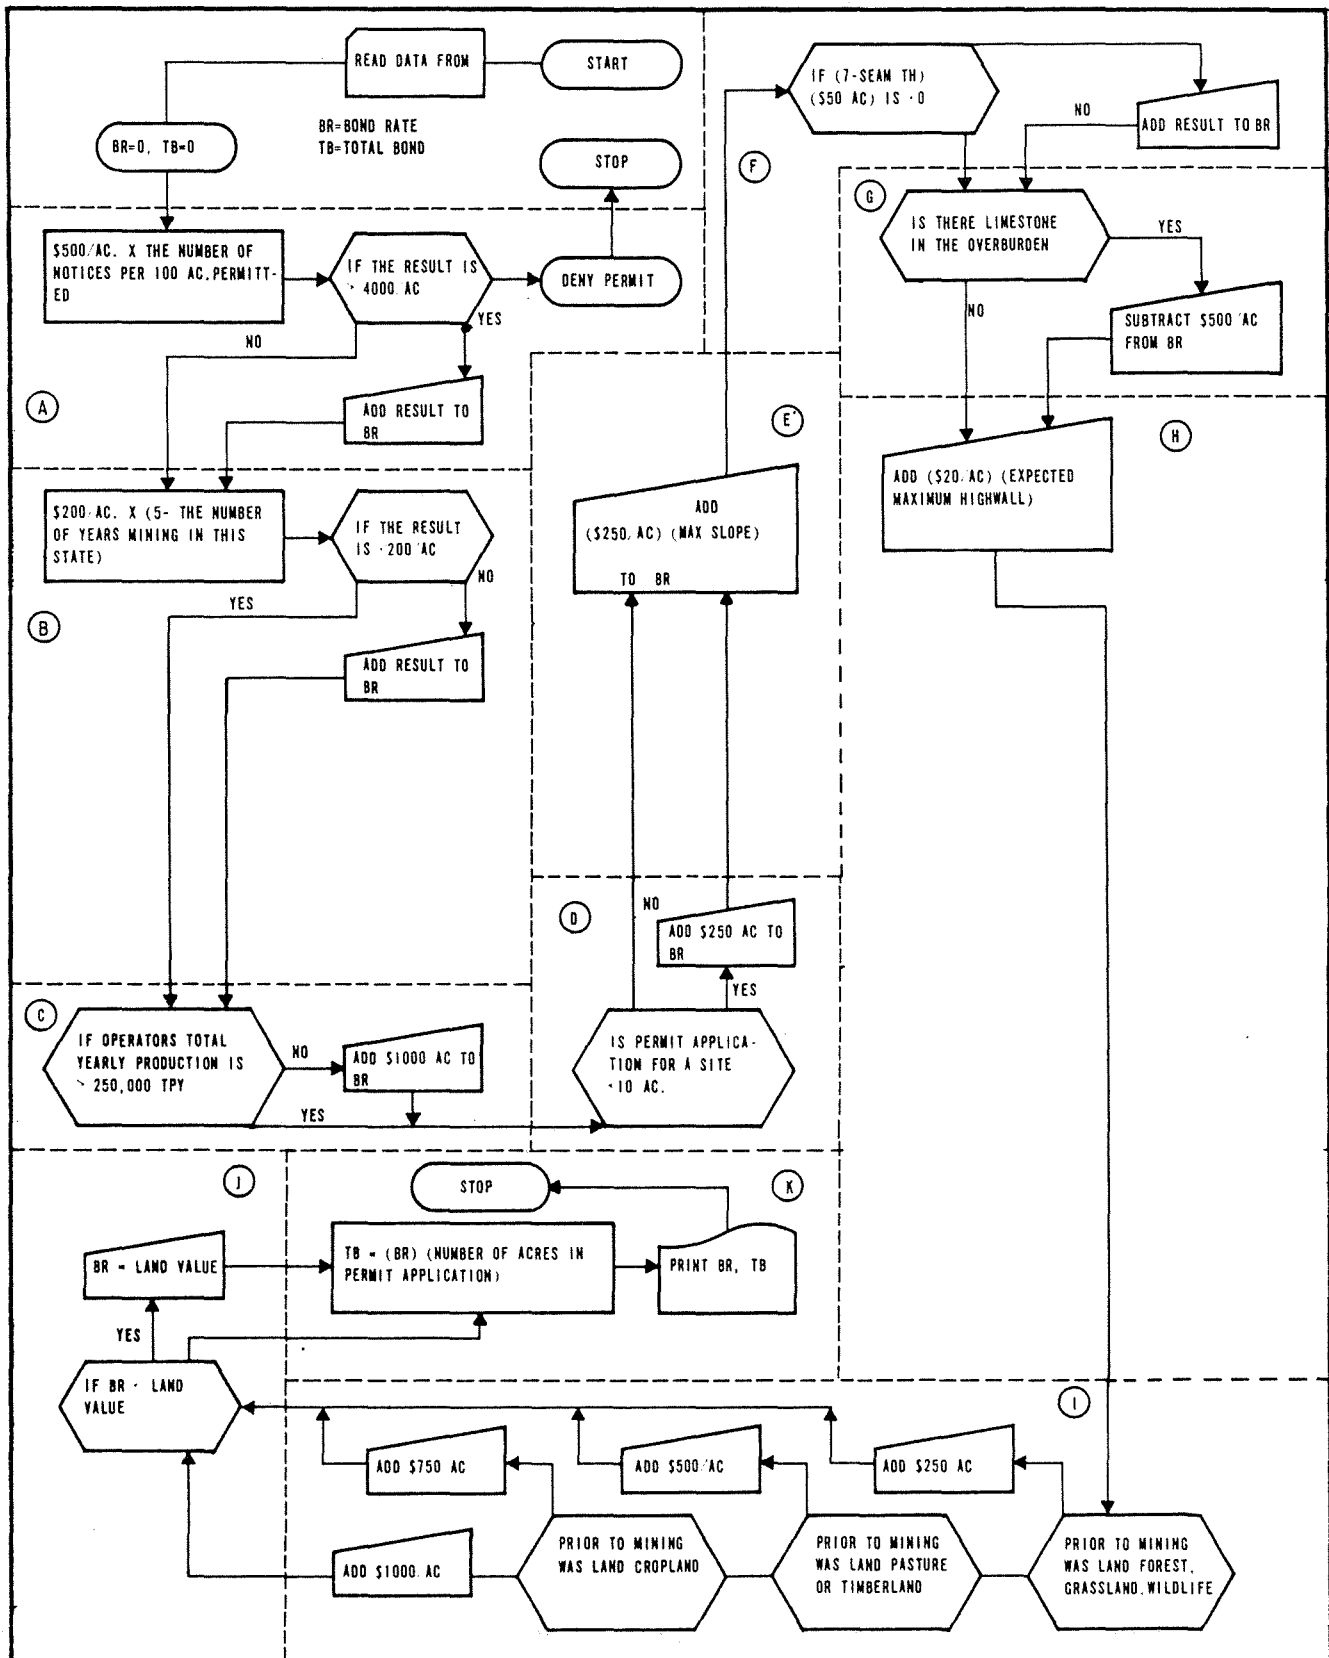 READ DATA FROM
START
BR=0, TB=0
BR=BOND RATE
TB=TOTAL BOND
STOP
$500/AC. X THE NUMBER OF
NOTICES PER 100 AC. PERMITT-
ED
IF THE RESULT IS
> 4000/AC
DENY PERMIT
YES
NO
ADD RESULT TO
BR
A
$200/AC. X (5- THE NUMBER
OF YEARS MINING IN THIS
STATE)
IF THE RESULT
IS 200/AC
NO
YES
ADD RESULT TO
BR
B
C
IF OPERATORS TOTAL
YEARLY PRODUCTION IS
> 250,000 TPY
NO
ADD $1000 AC TO
BR
YES
D
NO
ADD $250 AC TO
BR
YES
IS PERMIT APPLICA-
TION FOR A SITE
10 AC.
E
ADD
($250/AC) (MAX SLOPE)
TO BR
F
IF (7-SEAM TH)
($50 AC) IS 0
NO
ADD RESULT TO BR
G
IS THERE LIMESTONE
IN THE OVERBURDEN
YES
NO
SUBTRACT $500/AC
FROM BR
H
ADD ($20/AC) (EXPECTED
MAXIMUM HIGHWALL)
I
PRIOR TO MINING
WAS LAND FOREST,
GRASSLAND, WILDLIFE
ADD $250 AC
PRIOR TO MINING
WAS LAND PASTURE
OR TIMBERLAND
ADD $500/AC
PRIOR TO MINING
WAS LAND CROPLAND
ADD $750 AC
ADD $1000/AC
J
IF BR LAND
VALUE
YES
BR = LAND VALUE
K
TB = (BR) (NUMBER OF ACRES IN
PERMIT APPLICATION)
PRINT BR, TB
STOP